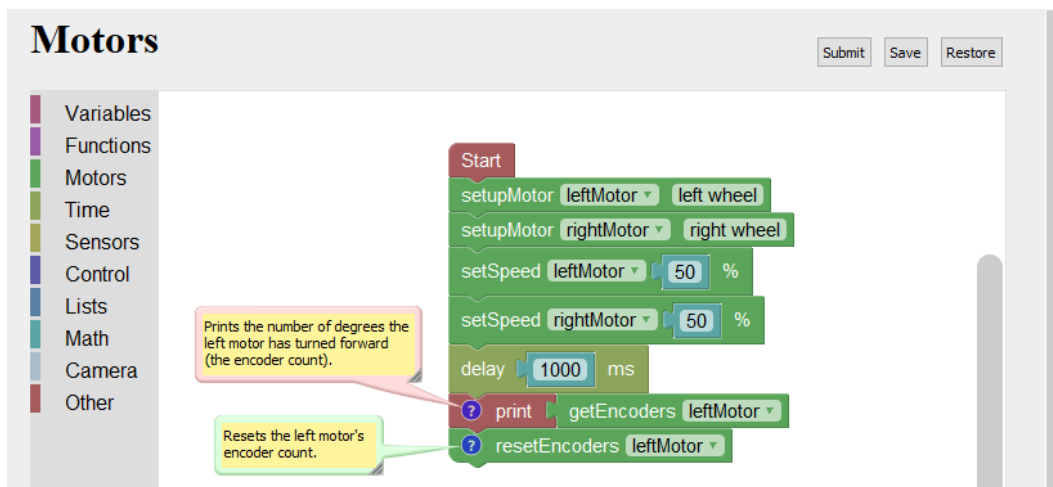 Motors
Submit Save Restore
Variables
Functions
Motors
Time
Sensors
Control
Lists
Math
Camera
Other
Start
setupMotor leftMotor left wheel
setupMotor rightMotor right wheel
setSpeed leftMotor 50 %
setSpeed rightMotor 50 %
delay 1000 ms
Prints the number of degrees the
left motor has turned forward
(the encoder count).
? print getEncoders leftMotor
Resets the left motor's
encoder count.
? resetEncoders leftMotor